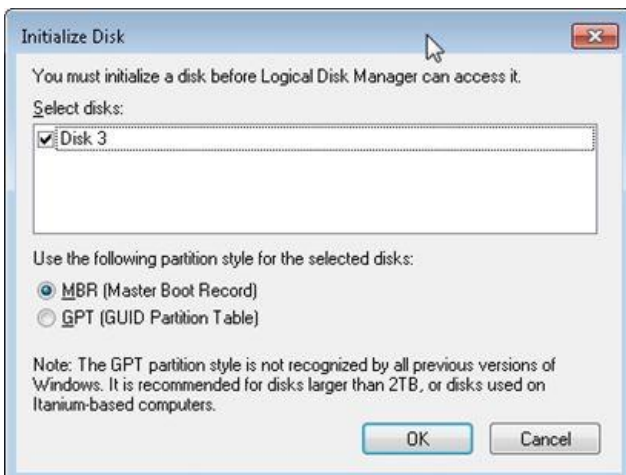 Initialize Disk
You must initialize a disk before Logical Disk Manager can access it.
Select disks:
Disk 3
Use the following partition style for the selected disks:
MBR (Master Boot Record)
GPT (GUID Partition Table)
Note: The GPT partition style is not recognized by all previous versions of
Windows. It is recommended for disks larger than 2TB, or disks used on
Itanium-based computers.
OK Cancel